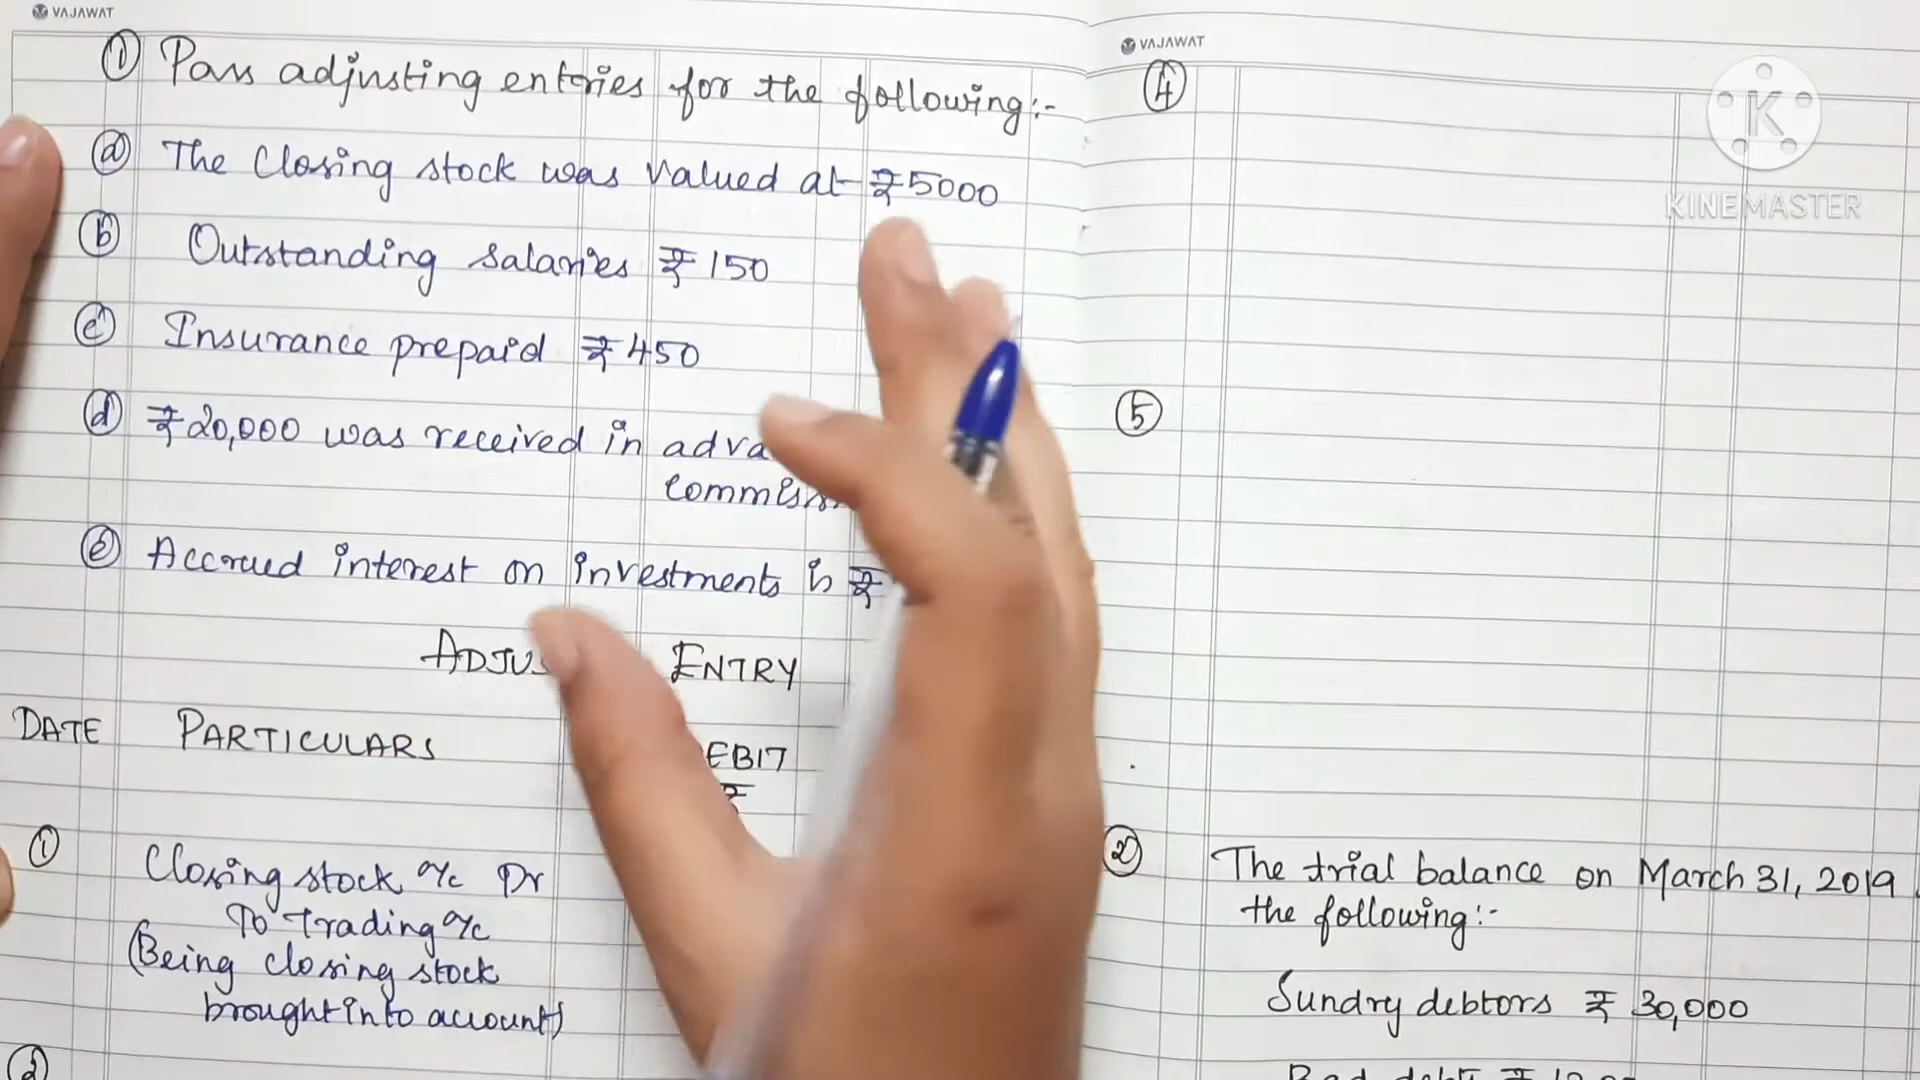 VAJAWAT
① Pass adjusting entries for the following:-
ⓐ The Closing stock was valued at ₹5000
ⓑ Outstanding salaries ₹ 150
ⓒ Insurance prepaid ₹ 450
ⓓ ₹20,000 was received in
ⓔ Accrued interest on investments is ₹
ENTRY
DATE PARTICULARS
① Closing stock a/c Dr
To Trading a/c
(Being closing stock
brought into account)
②
VAJAWAT
④
K
KINEMASTER
⑤
② The trial balance on March 31, 2019
the following:-
Sundry debtors ₹ 30,000